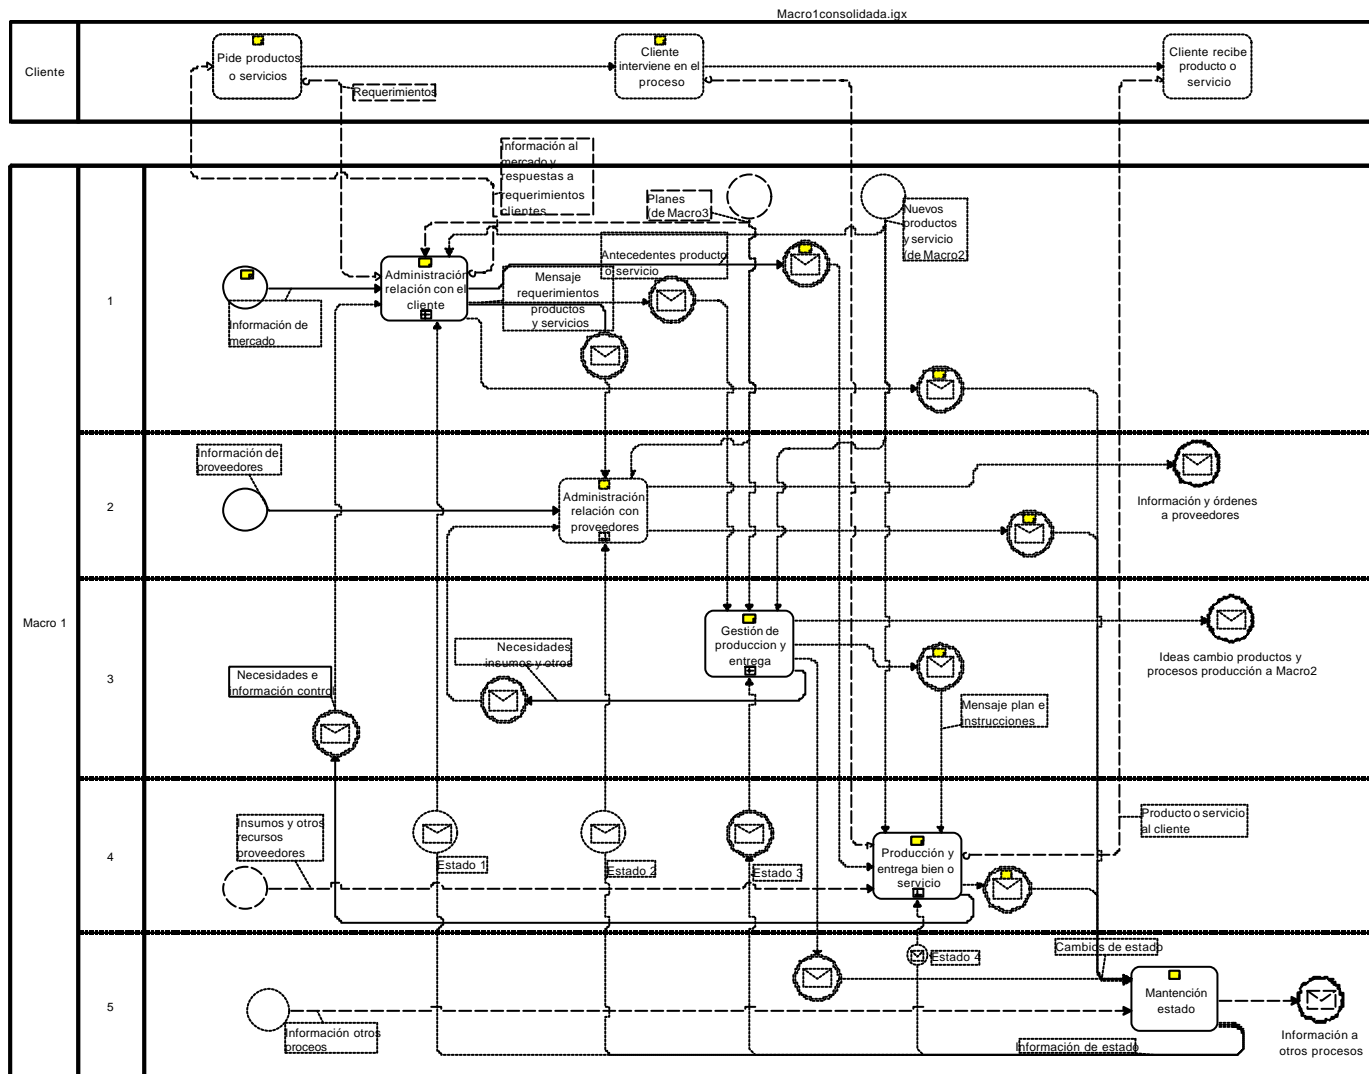 Macro1consolidada.igx
Cliente
Pide productos
o servicios
Cliente
interviene en el
proceso
Cliente recibe
producto o
servicio
Requerimientos
Información al
mercado y
respuestas a
requerimientos
clientes
Planes
(de Macro3)
Nuevos
productos
y servicio
(de Macro2)
Macro 1
1
Administración
relación con el
cliente
Antecedentes producto
o servicio
Mensaje
requerimientos
productos
y servicios
Información de
mercado
2
Información de
proveedores
Administración
relación con
proveedores
Información y órdenes
a proveedores
3
Gestión de
produccion y
entrega
Necesidades
insumos y otros
Necesidades e
información control
Ideas cambio productos y
procesos producción a Macro2
Mensaje plan e
instrucciones
4
Insumos y otros
recursos
proveedores
Estado 1
Estado 2
Estado 3
Producción y
entrega bien o
servicio
Producto o servicio
al cliente
5
Estado 4
Cambios de estado
Mantención
estado
Información otros
proceos
Información de estado
Información a
otros procesos